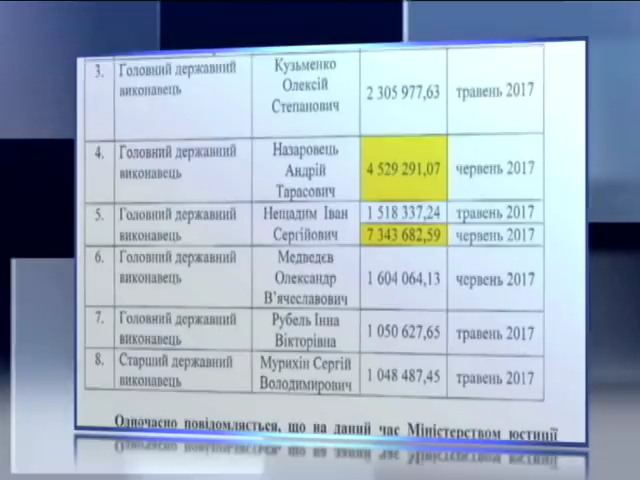 3. Головний державний виконавець Кузьменко Олексій Степанович 2 305 977,63 травень 2017
4. Головний державний виконавець Назаровець Андрій Тарасович 4 529 291,07 червень 2017
5. Головний державний виконавець Нещадим Іван Сергійович 1 518 337,24 травень 2017
7 343 682,59 червень 2017
6. Головний державний виконавець Медведєв Олександр В'ячеславович 1 604 064,13 червень 2017
7. Головний державний виконавець Рубель Інна Вікторівна 1 050 627,65 травень 2017
8. Старший державний виконавець Мурихін Сергій Володимирович 1 048 487,45 травень 2017
Одночасно повідомляється, що на даний час Міністерством юстиції